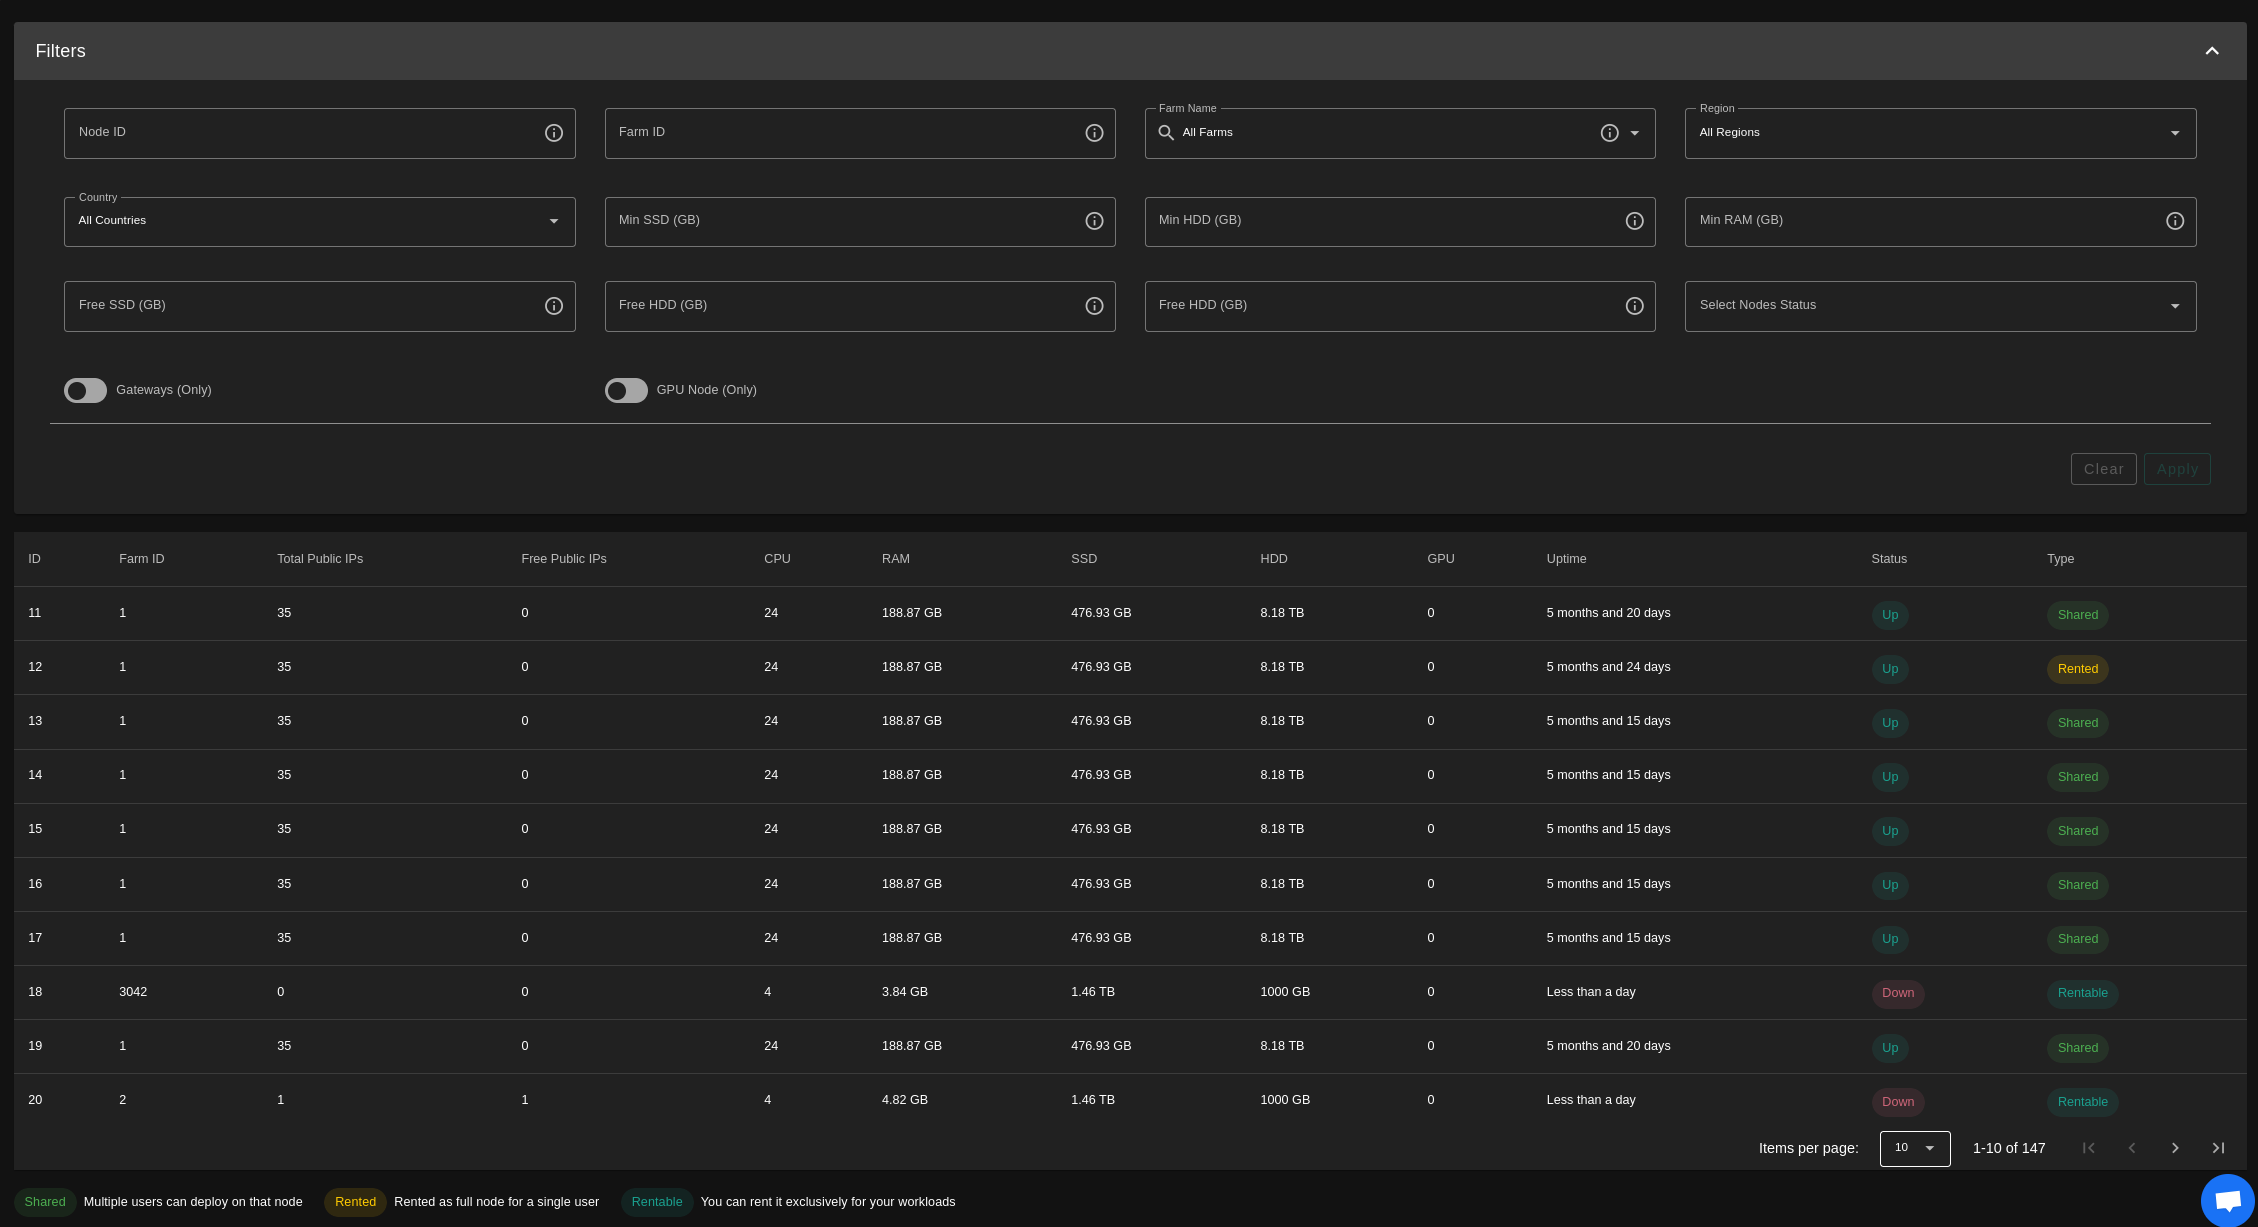 Filters
Node ID Farm ID Farm Name All Farms Region All Regions
Country All Countries Min SSD (GB) Min HDD (GB) Min RAM (GB)
Free SSD (GB) Free HDD (GB) Free HDD (GB) Select Nodes Status
Gateways (Only) GPU Node (Only)
Clear Apply
ID Farm ID Total Public IPs Free Public IPs CPU RAM SSD HDD GPU Uptime Status Type
11 1 35 0 24 188.87 GB 476.93 GB 8.18 TB 0 5 months and 20 days Up Shared
12 1 35 0 24 188.87 GB 476.93 GB 8.18 TB 0 5 months and 24 days Up Rented
13 1 35 0 24 188.87 GB 476.93 GB 8.18 TB 0 5 months and 15 days Up Shared
14 1 35 0 24 188.87 GB 476.93 GB 8.18 TB 0 5 months and 15 days Up Shared
15 1 35 0 24 188.87 GB 476.93 GB 8.18 TB 0 5 months and 15 days Up Shared
16 1 35 0 24 188.87 GB 476.93 GB 8.18 TB 0 5 months and 15 days Up Shared
17 1 35 0 24 188.87 GB 476.93 GB 8.18 TB 0 5 months and 15 days Up Shared
18 3042 0 0 4 3.84 GB 1.46 TB 1000 GB 0 Less than a day Down Rentable
19 1 35 0 24 188.87 GB 476.93 GB 8.18 TB 0 5 months and 20 days Up Shared
20 2 1 1 4 4.82 GB 1.46 TB 1000 GB 0 Less than a day Down Rentable
Items per page: 10 1-10 of 147
Shared Multiple users can deploy on that node Rented Rented as full node for a single user Rentable You can rent it exclusively for your workloads